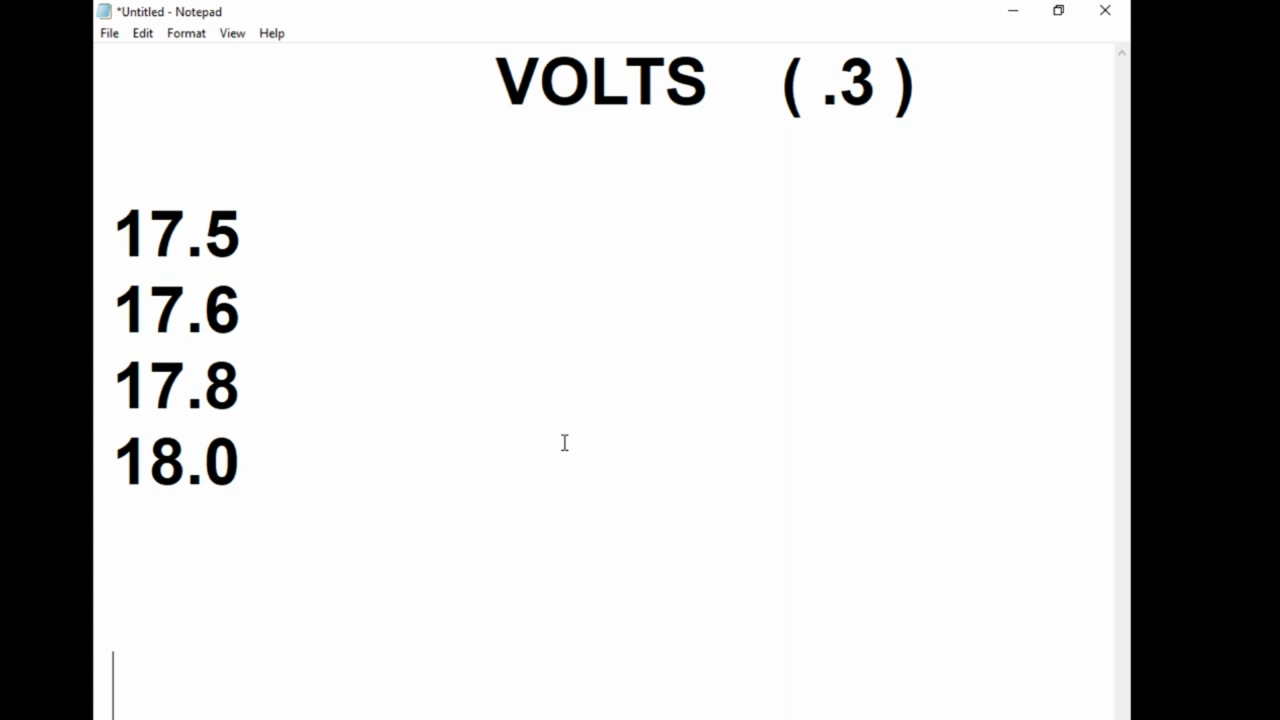 *Untitled - Notepad
File Edit Format View Help
VOLTS ( .3 )
17.5
17.6
17.8
18.0